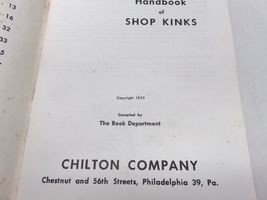 13
16
32
33
5
Handbook
of
SHOP KINKS
Copyright 1953
Compiled by
The Book Department
CHILTON COMPANY
Chestnut and 56th Streets, Philadelphia 39, Pa.